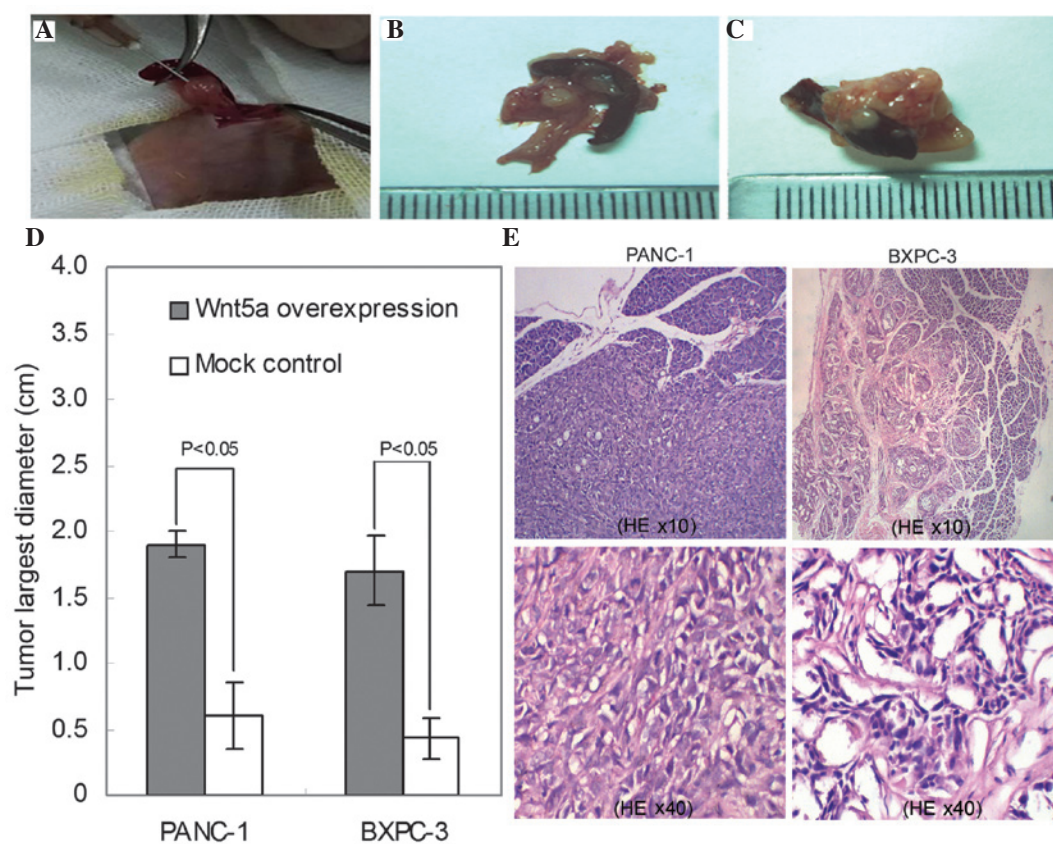 A
B
C
D
4.0
3.5
3.0
2.5
2.0
1.5
1.0
0.5
0
Tumor largest diameter (cm)
Wnt5a overexpression
Mock control
P<0.05
P<0.05
PANC-1
BXPC-3
E
PANC-1
BXPC-3
(HE x10)
(HE x10)
(HE x40)
(HE x40)